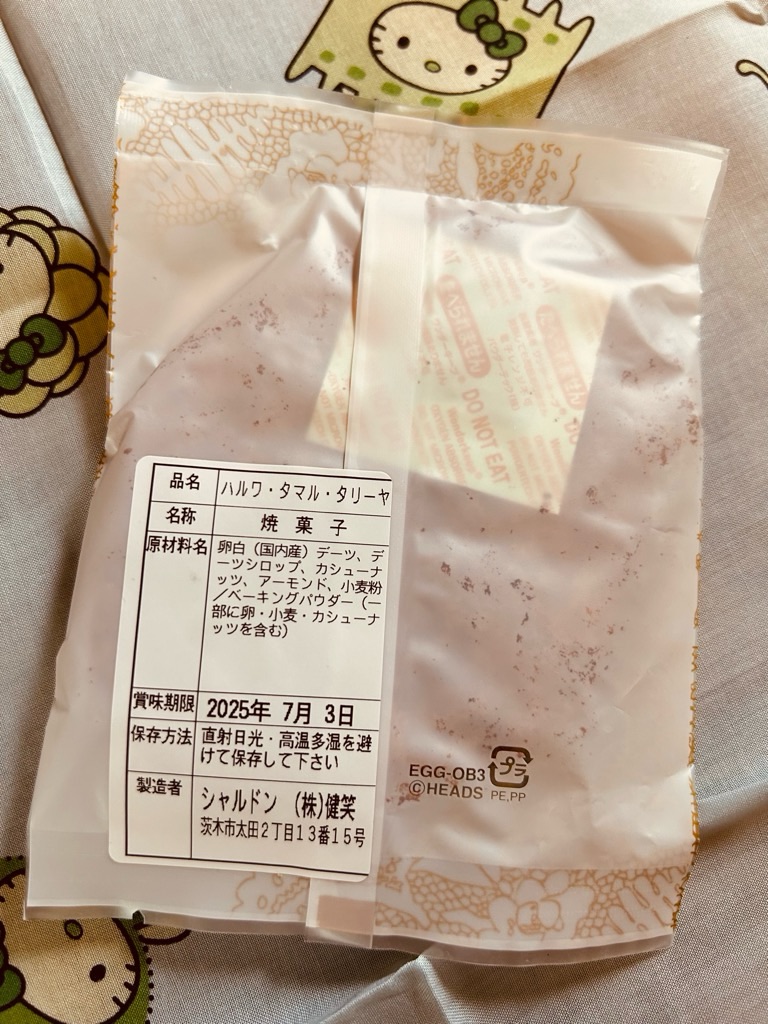 DO NOT EAT
品名 ハルワ・タマル・タリーヤ
名称 焼菓子
原材料名 卵白(国内産)デーツ、デ
ーツシロップ、カシューナ
ッツ、アーモンド、小麦粉
/ベーキングパウダー(一
部に卵・小麦・カシューナ
ッツを含む)
賞味期限 2025年 7月 3日
保存方法 直射日光・高温多湿を避
けて保存して下さい
製造者 シャルドン (株)健笑
茨木市太田2丁目13番15号
EGG-OB3 プラ
©HEADS PE,PP